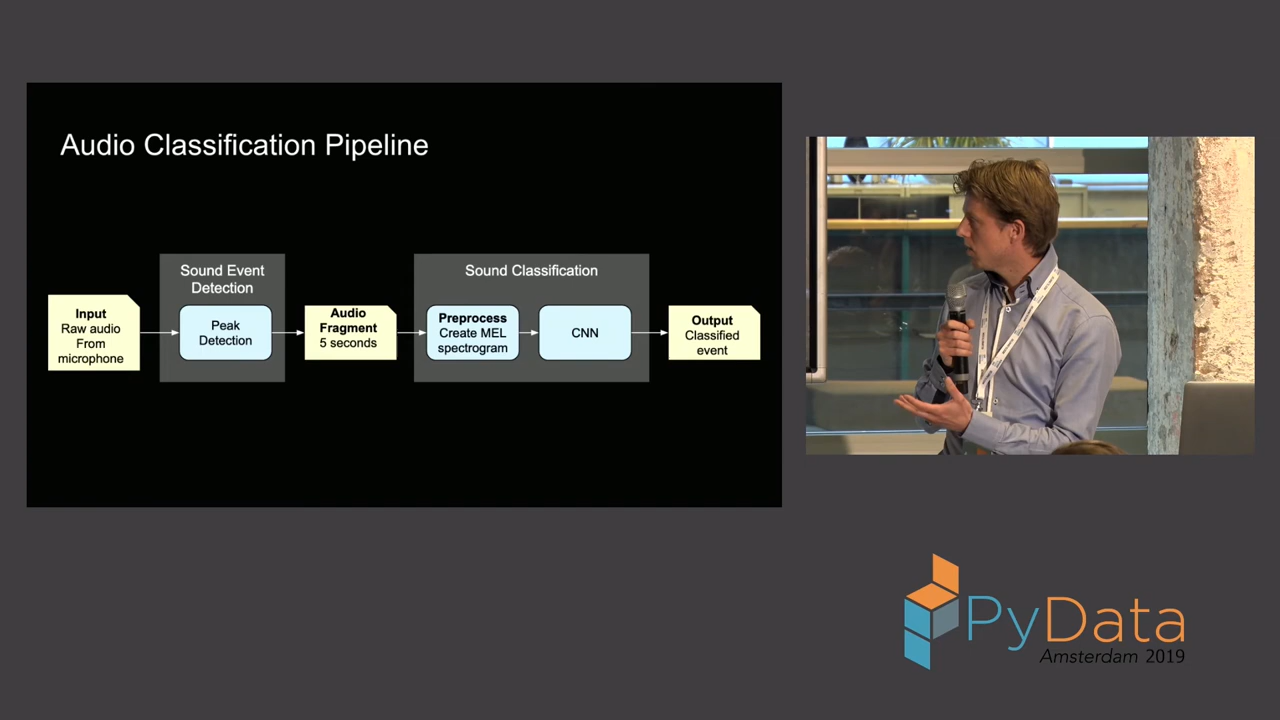 Audio Classification Pipeline
Input
Raw audio
From
microphone
Sound Event
Detection
Peak
Detection
Audio
Fragment
5 seconds
Sound Classification
Preprocess
Create MEL
spectrogram
CNN
Output
Classified
event
PyData
Amsterdam 2019